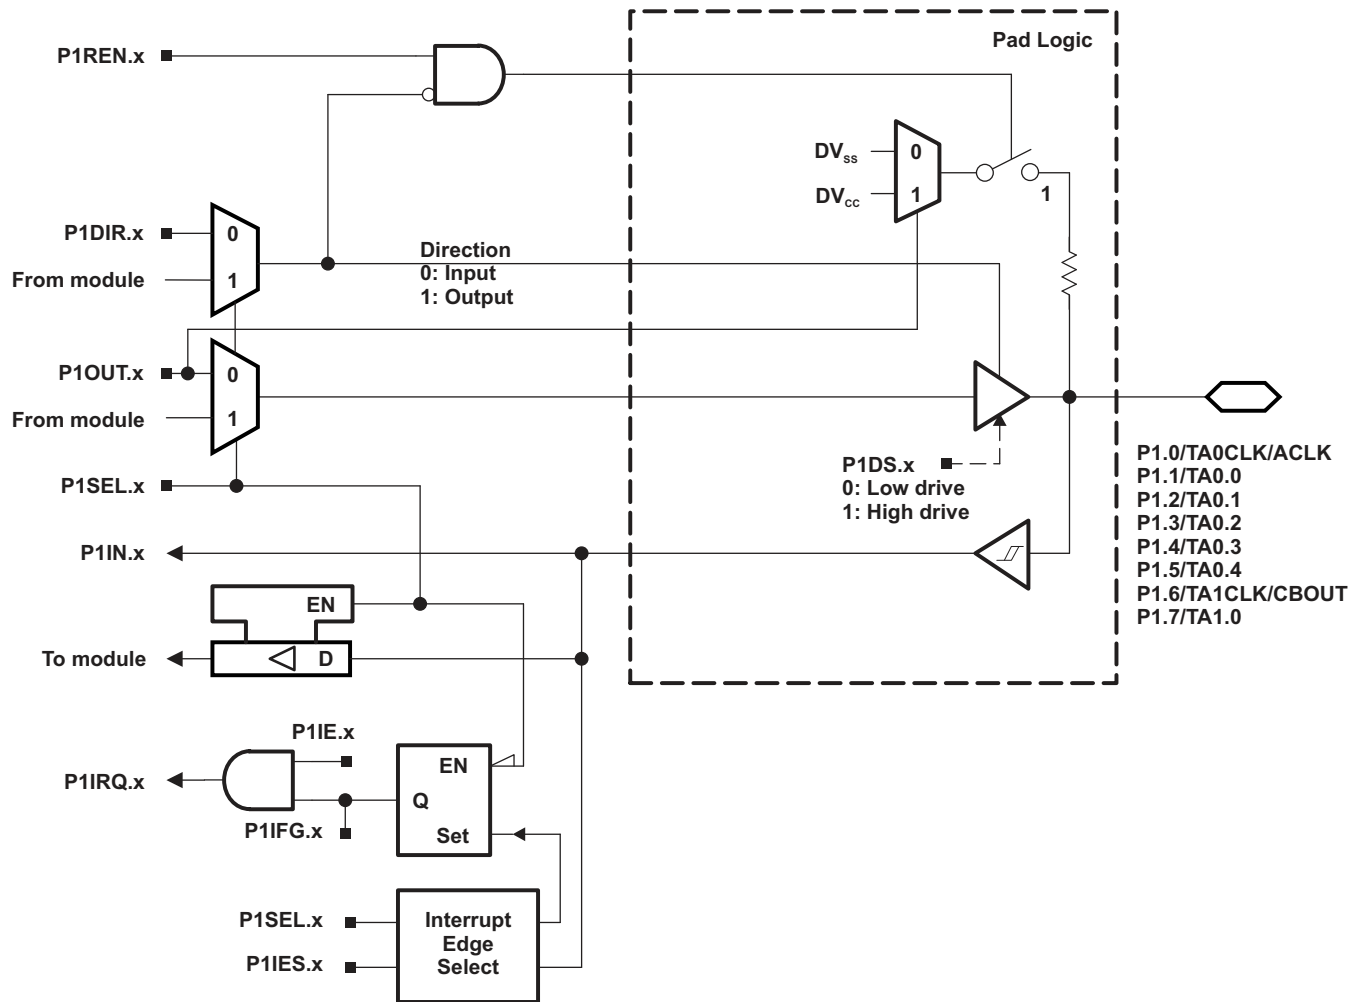 Pad Logic
P1REN.x
DVSS
0
DVCC
1
1
P1DIR.x
0
From module
1
Direction
0: Input
1: Output
P1OUT.x
0
From module
1
P1DS.x
0: Low drive
1: High drive
P1SEL.x
P1IN.x
P1.0/TA0CLK/ACLK
P1.1/TA0.0
P1.2/TA0.1
P1.3/TA0.2
P1.4/TA0.3
P1.5/TA0.4
P1.6/TA1CLK/CBOUT
P1.7/TA1.0
EN
To module
D
P1IE.x
P1IRQ.x
EN
Q
P1IFG.x
Set
P1SEL.x
P1IES.x
Interrupt
Edge
Select